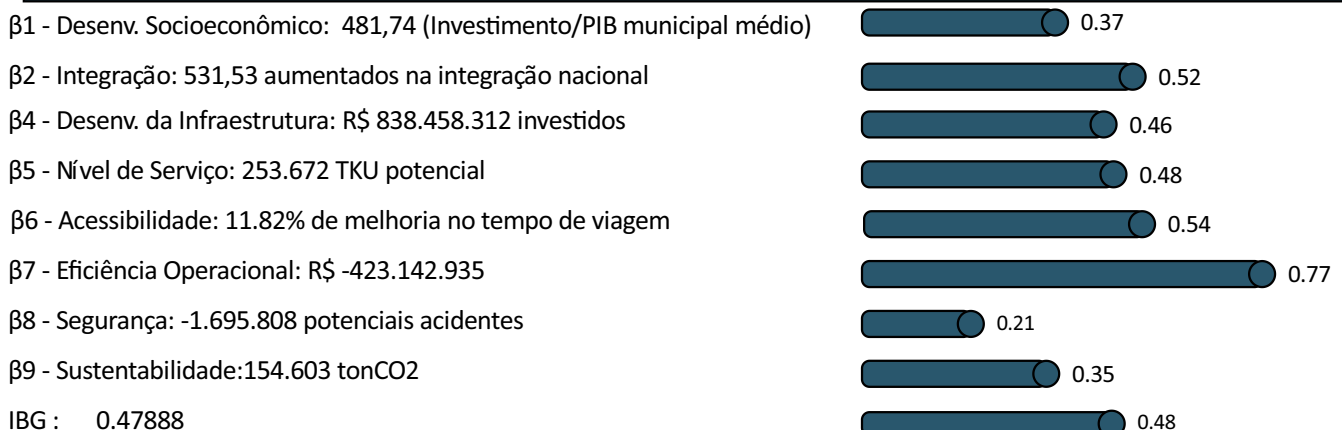 β1 - Desenv. Socioeconômico: 481,74 (Investimento/PIB municipal médio) 0.37
β2 - Integração: 531,53 aumentados na integração nacional 0.52
β4 - Desenv. da Infraestrutura: R$ 838.458.312 investidos 0.46
β5 - Nível de Serviço: 253.672 TKU potencial 0.48
β6 - Acessibilidade: 11.82% de melhoria no tempo de viagem 0.54
β7 - Eficiência Operacional: R$ -423.142.935 0.77
β8 - Segurança: -1.695.808 potenciais acidentes 0.21
β9 - Sustentabilidade:154.603 tonCO2 0.35
IBG : 0.47888 0.48